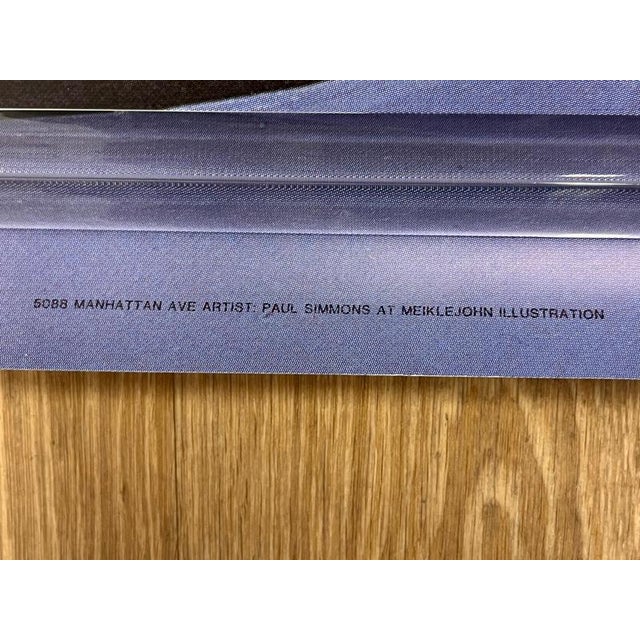 5088 MANHATTAN AVE ARTIST: PAUL SIMMONS AT MEIKLEJOHN ILLUSTRATION